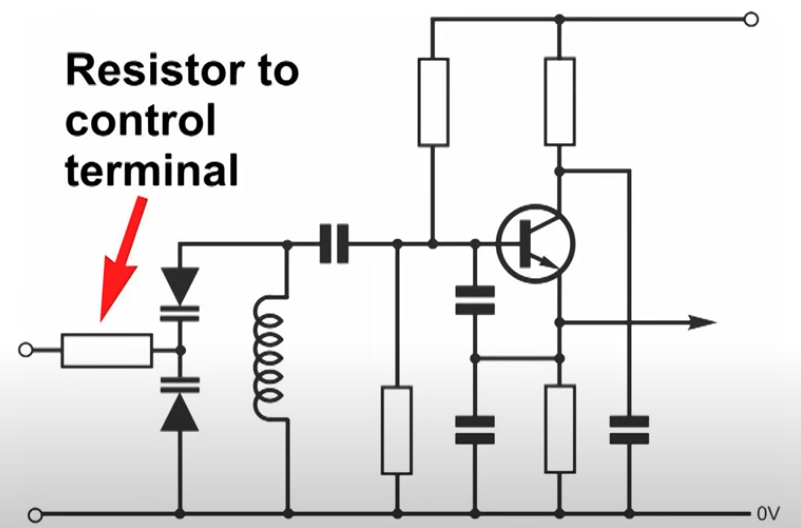 Resistor to
control
terminal
0V